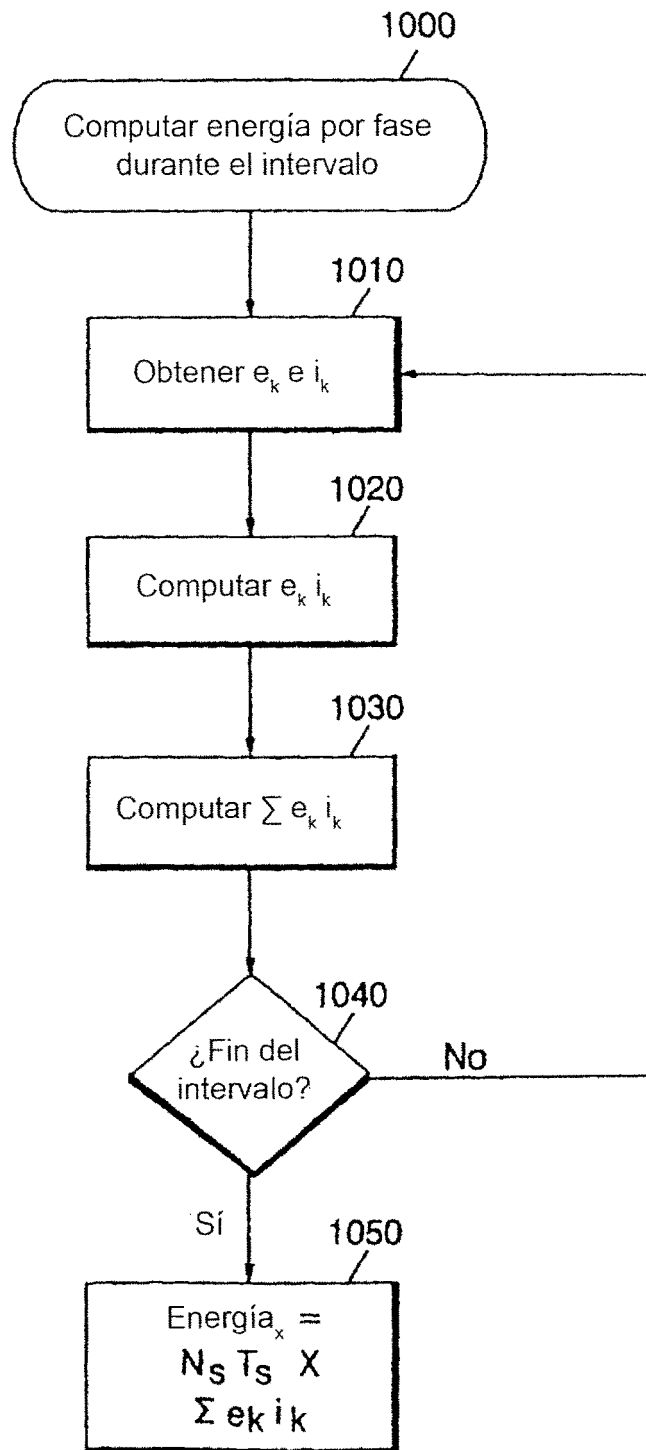 1000
Computar energía por fase
durante el intervalo
1010
Obtener e_k e i_k
1020
Computar e_k i_k
1030
Computar Σ e_k i_k
1040
¿Fin del
intervalo?
No
Sí
1050
Energía_x =
N_S T_S X
Σ e_k i_k